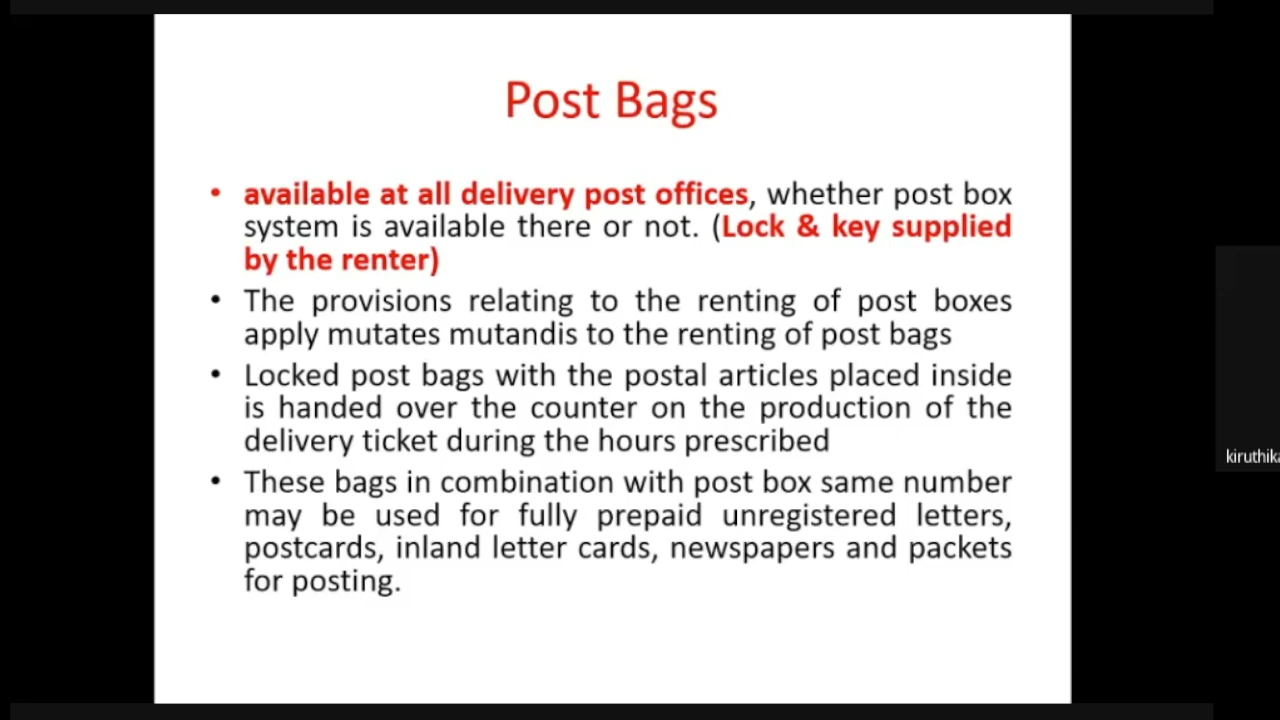 Post Bags
• available at all delivery post offices, whether post box
system is available there or not. (Lock & key supplied
by the renter)
• The provisions relating to the renting of post boxes
apply mutates mutandis to the renting of post bags
• Locked post bags with the postal articles placed inside
is handed over the counter on the production of the
delivery ticket during the hours prescribed
• These bags in combination with post box same number
may be used for fully prepaid unregistered letters,
postcards, inland letter cards, newspapers and packets
for posting.
kiruthika